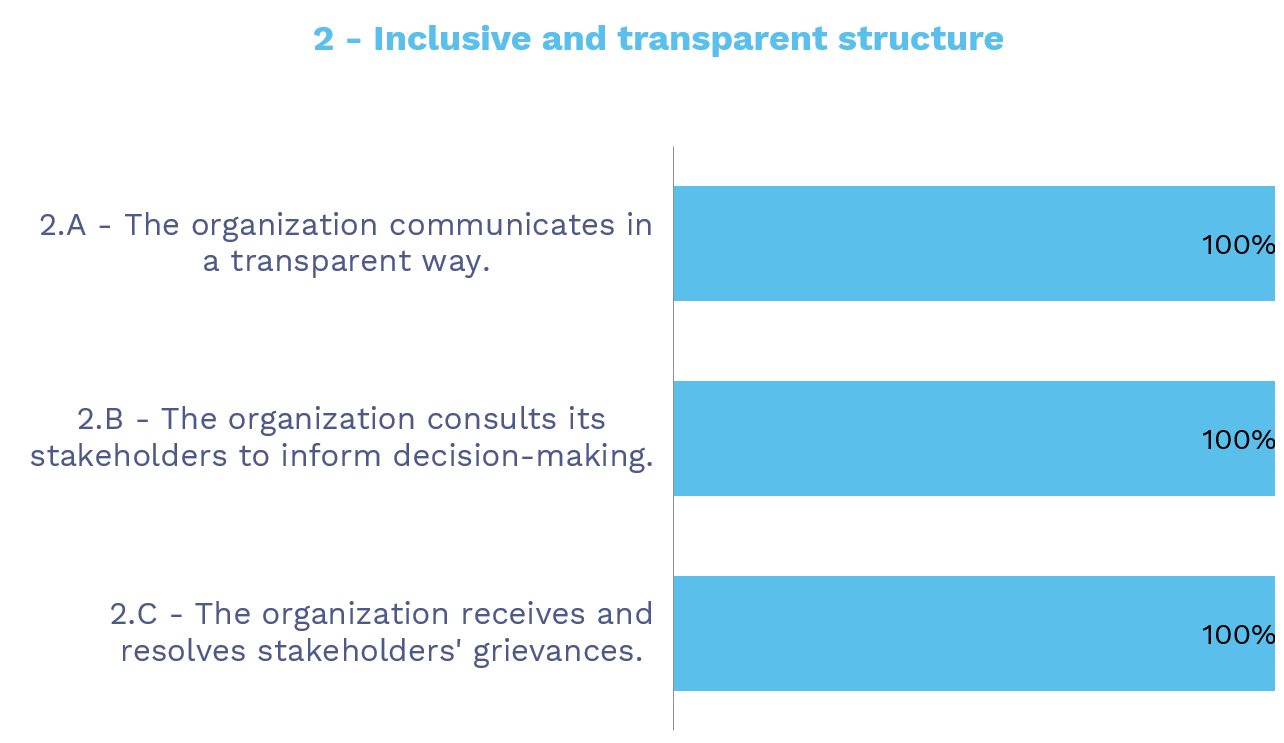 2 - Inclusive and transparent structure
2.A - The organization communicates in
a transparent way.
100%
2.B - The organization consults its
stakeholders to inform decision-making.
100%
2.C - The organization receives and
resolves stakeholders' grievances.
100%